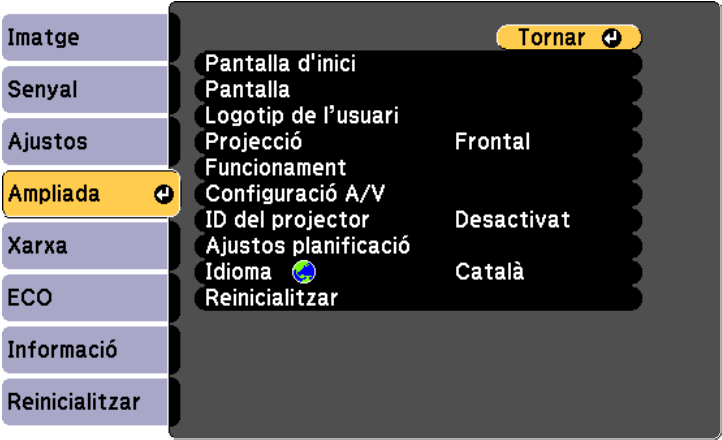 Imatge
Senyal
Ajustos
Ampliada
Xarxa
ECO
Informació
Reinicialitzar
Tornar
Pantalla d'inici
Pantalla
Logotip de l’usuari
Projecció Frontal
Funcionament
Configuració A/V
ID del projector Desactivat
Ajustos planificació
Idioma Català
Reinicialitzar